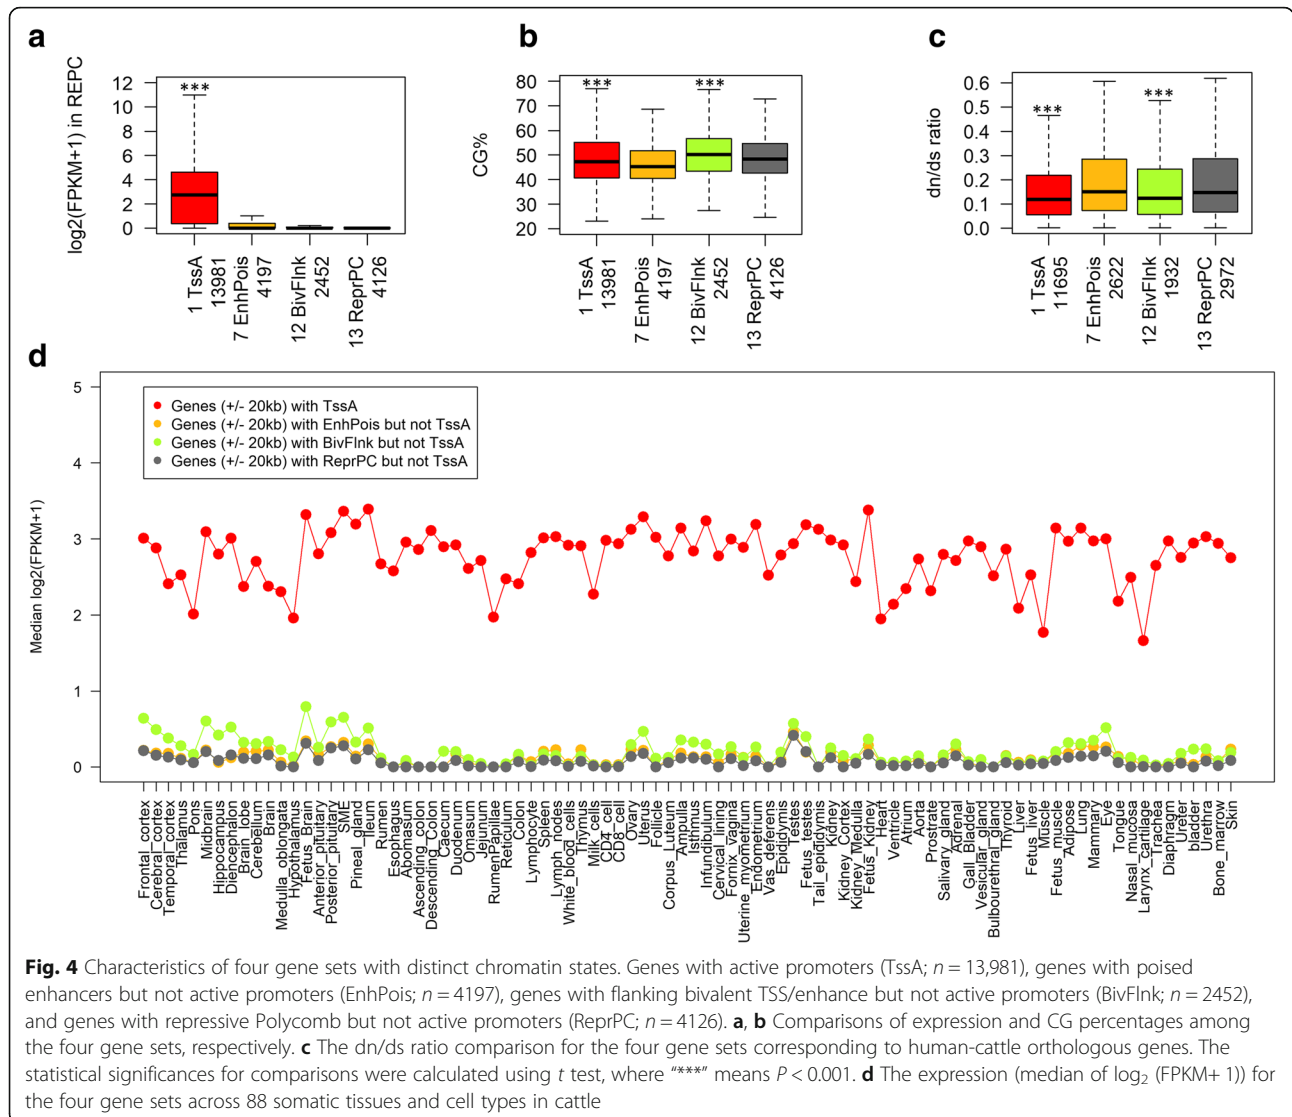 a
b
c
log2(FPKM+1) in REPC
12
10
8
6
4
2
0
***
1 TssA
13981
7 EnhPois
4197
12 BivFlnk
2452
13 ReprPC
4126
CG%
80
70
60
50
40
30
20
***
***
1 TssA
13981
7 EnhPois
4197
12 BivFlnk
2452
13 ReprPC
4126
dn/ds ratio
0.6
0.5
0.4
0.3
0.2
0.1
0.0
***
***
1 TssA
11695
7 EnhPois
2622
12 BivFlnk
1932
13 ReprPC
2972
d
Median log2(FPKM+1)
5
4
3
2
1
0
Genes (+/- 20kb) with TssA
Genes (+/- 20kb) with EnhPois but not TssA
Genes (+/- 20kb) with BivFlnk but not TssA
Genes (+/- 20kb) with ReprPC but not TssA
Frontal_cortex
Cerebral_cortex
Temporal_cortex
Thalamus
Pons
Midbrain
Hippocampus
Diencephalon
Brain_lobe
Cerebellum
Brain
Medulla_oblongata
Hypothalamus
Fetus_Brain
Anterior_pituitary
Posterior_pituitary
SME
Pineal_gland
Ileum
Rumen
Esophagus
Abomasum
Ascending_colon
Descending_Colon
Caecum
Duodenum
Omasum
Jejunum
RumenPapillae
Reticulum
Colon
Lymphocyte
Spleen
Lymph_nodes
White_blood_cells
Thymus
Milk_cells
CD4_cell
CD8_cell
Ovary
Uterus
Follicle
Corpus_Luteum
Ampulla
Isthmus
Infundibulum
Cervical_lining
Fornix_vagina
Uterine_myometrium
Endometrium
Vas_deferens
Epididymis
Testes
Fetus_testes
Tail_epididymis
Kidney
Kidney_Cortex
Kidney_Medulla
Fetus_Kidney
Heart
Ventricle
Atrium
Aorta
Prostrate
Salivary_gland
Adrenal
Gall_Bladder
Vesicular_gland
Bulbourethral_gland
Thyroid
Liver
Fetus_liver
Muscle
Fetus_muscle
Adipose
Lung
Mammary
Eye
Tongue
Nasal_mucosa
Larynx_cartilage
Trachea
Diaphragm
Ureter
bladder
Urethra
Bone_marrow
Skin
Fig. 4 Characteristics of four gene sets with distinct chromatin states. Genes with active promoters (TssA; n = 13,981), genes with poised
enhancers but not active promoters (EnhPois; n = 4197), genes with flanking bivalent TSS/enhance but not active promoters (BivFlnk; n = 2452),
and genes with repressive Polycomb but not active promoters (ReprPC; n = 4126). a, b Comparisons of expression and CG percentages among
the four gene sets, respectively. c The dn/ds ratio comparison for the four gene sets corresponding to human-cattle orthologous genes. The
statistical significances for comparisons were calculated using t test, where “***” means P < 0.001. d The expression (median of log2 (FPKM+ 1)) for
the four gene sets across 88 somatic tissues and cell types in cattle